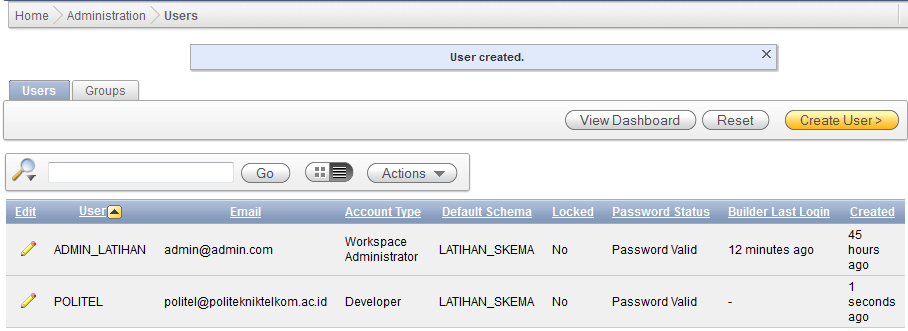 Home Administration Users
User created.
Users Groups
View Dashboard Reset Create User >
Go Actions
Edit User Email Account Type Default Schema Locked Password Status Builder Last Login Created
ADMIN_LATIHAN admin@admin.com Workspace Administrator LATIHAN_SKEMA No Password Valid 12 minutes ago 45 hours ago
POLITEL politel@politekniktelkom.ac.id Developer LATIHAN_SKEMA No Password Valid - 1 seconds ago